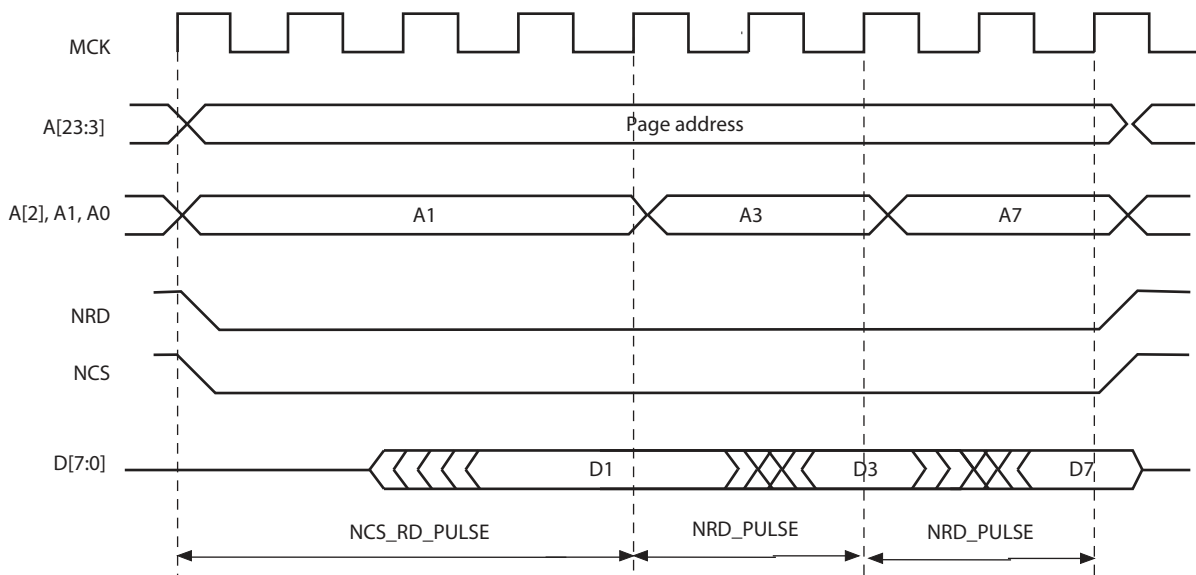 MCK
A[23:3]
Page address
A[2], A1, A0
A1
A3
A7
NRD
NCS
D[7:0]
D1
D3
D7
NCS_RD_PULSE
NRD_PULSE
NRD_PULSE